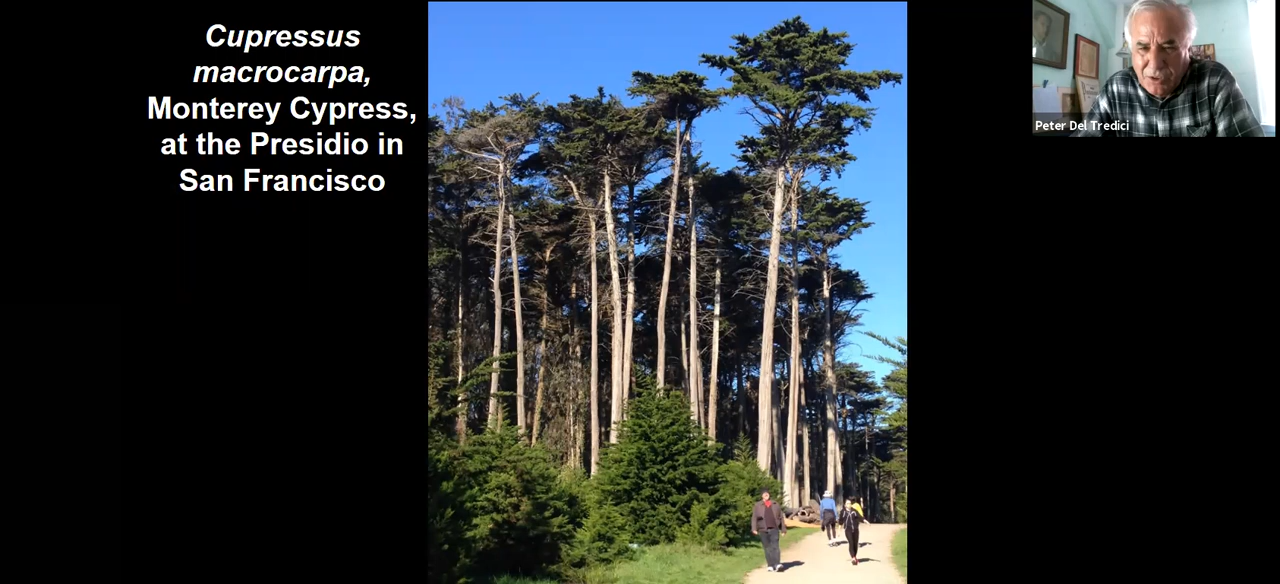 Cupressus
macrocarpa,
Monterey Cypress,
at the Presidio in
San Francisco
Peter Del Tredici